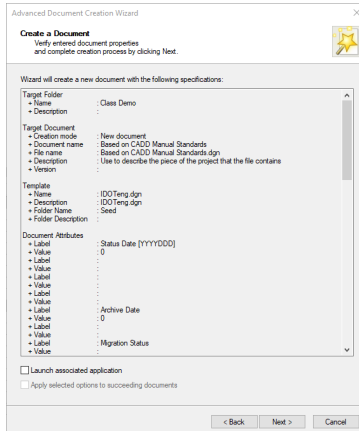 Advanced Document Creation Wizard
Create a Document
Verify entered document properties
and complete creation process by clicking Next.
Wizard will create a new document with the following specifications:
Target Folder
+ Name : Class Demo
+ Description :
Target Document
+ Creation mode : New document
+ Document name : Based on CADD Manual Standards
+ File name : Based on CADD Manual Standards.dgn
+ Description : Use to describe the piece of the project that the file contains
+ Version :
Template
+ Name : IDOTeng.dgn
+ Description : IDOTeng.dgn
+ Folder Name : Seed
+ Folder Description :
Document Attributes
+ Label : Status Date [YYYDDD]
+ Value : 0
+ Label :
+ Value :
+ Label :
+ Value :
+ Label :
+ Value :
+ Label : Archive Date
+ Value : 0
+ Label :
+ Value :
+ Label : Migration Status
+ Value :
Launch associated application
Apply selected options to succeeding documents
< Back Next > Cancel